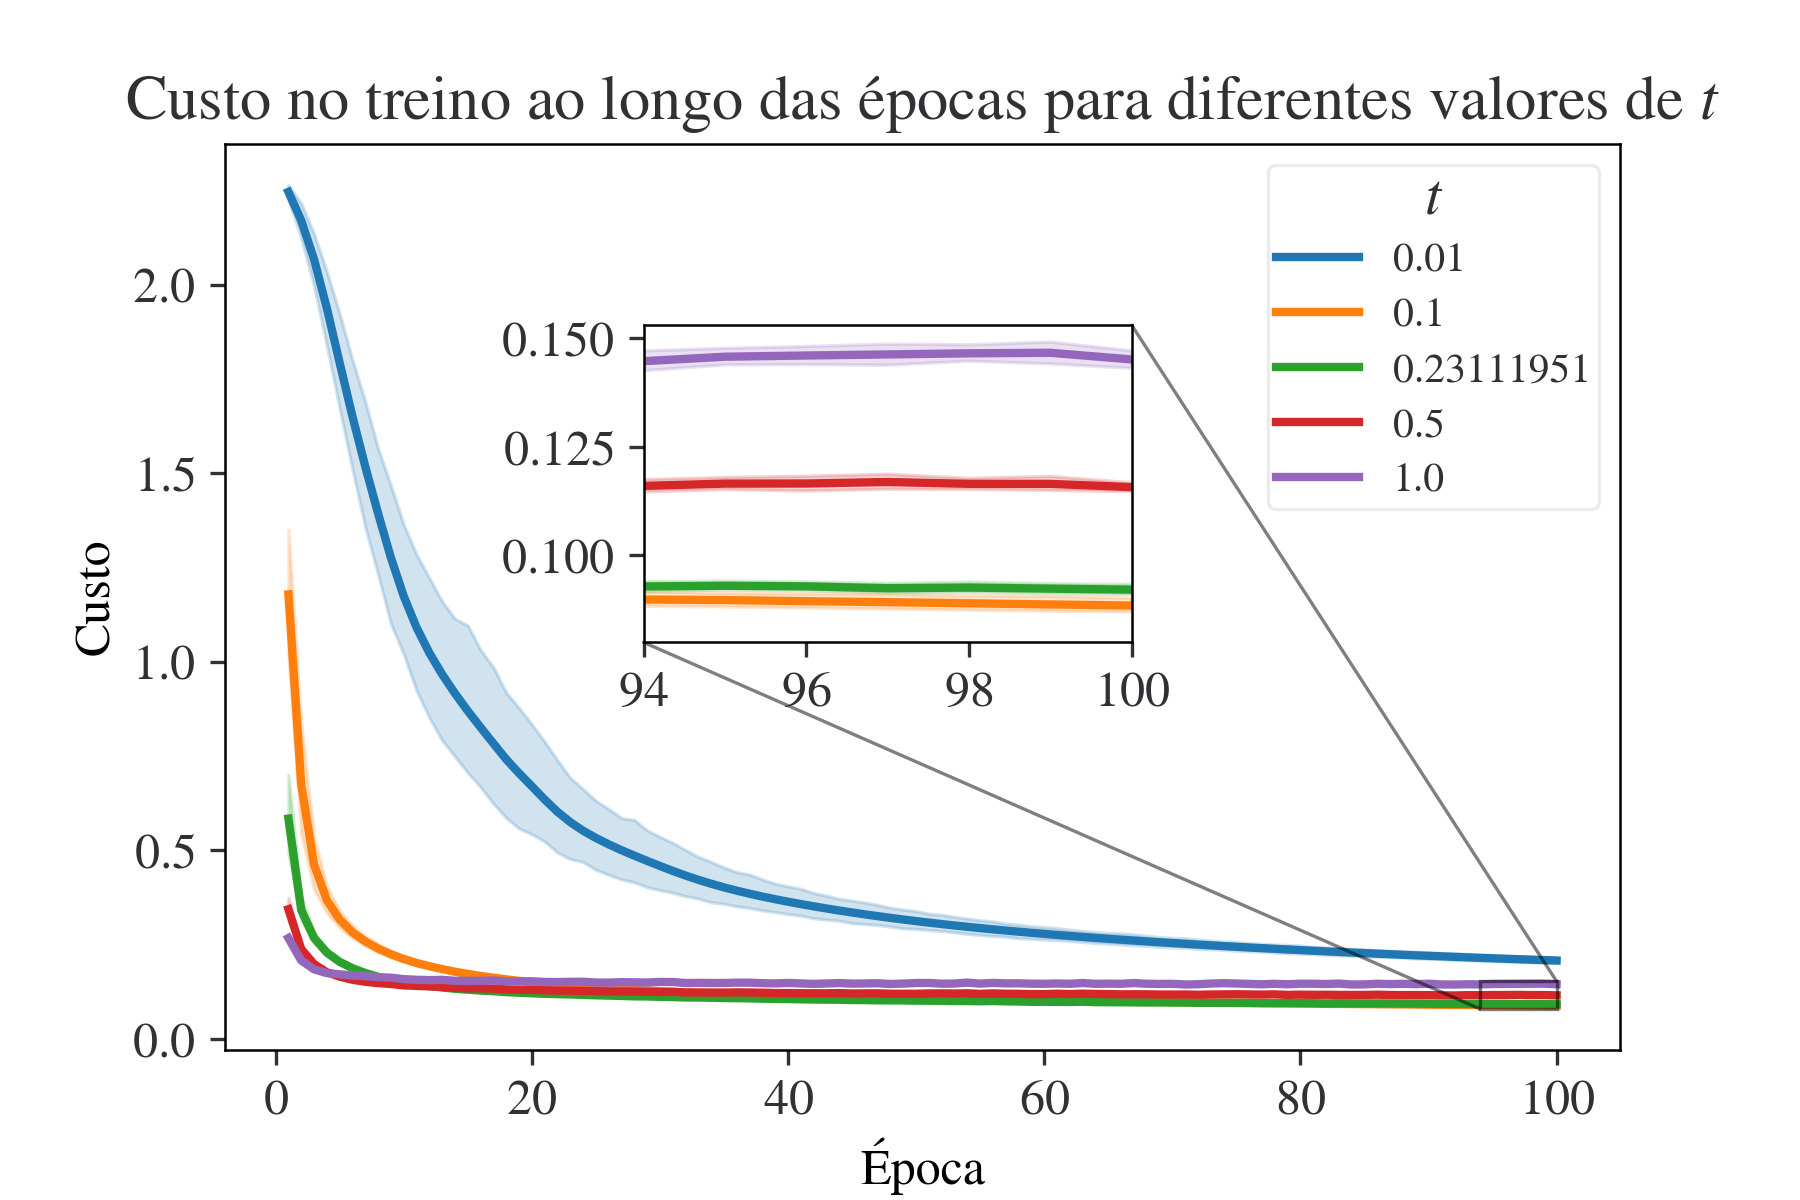 Custo no treino ao longo das épocas para diferentes valores de t
t
0.01
0.1
0.23111951
0.5
1.0
Custo
2.0
1.5
1.0
0.5
0.0
0.150
0.125
0.100
94 96 98 100
0 20 40 60 80 100
Época